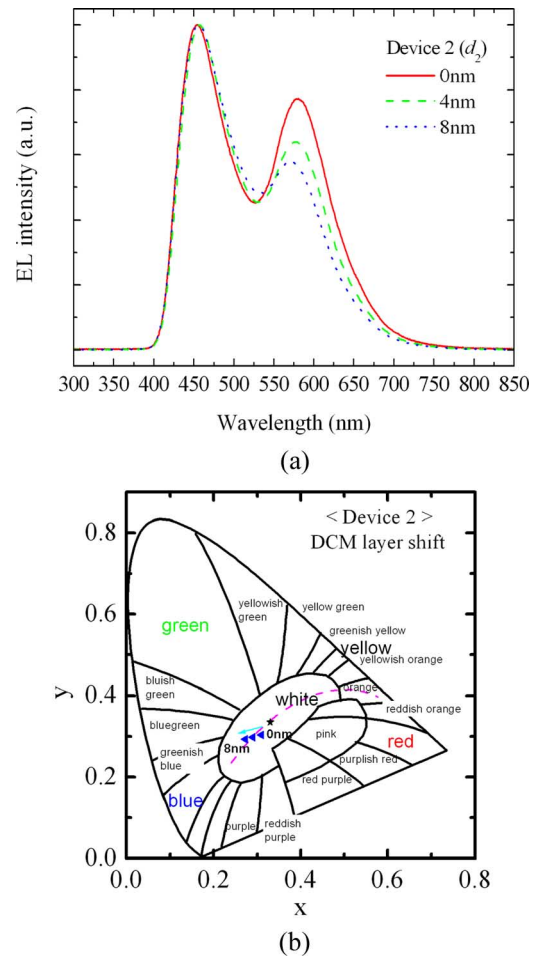 Device 2 (d2)
0nm
4nm
8nm
EL intensity (a.u.)
300 350 400 450 500 550 600 650 700 750 800 850
Wavelength (nm)
(a)
< Device 2 >
DCM layer shift
0.8
0.6
0.4
0.2
0.0
y
yellowish
green
yellow green
greenish yellow
yellow
yellowish orange
orange
reddish orange
green
bluish
green
bluegreen
greenish
blue
blue
white
0nm
8nm
pink
red
purplish red
red purple
purple
reddish
purple
0.0 0.2 0.4 0.6 0.8
x
(b)